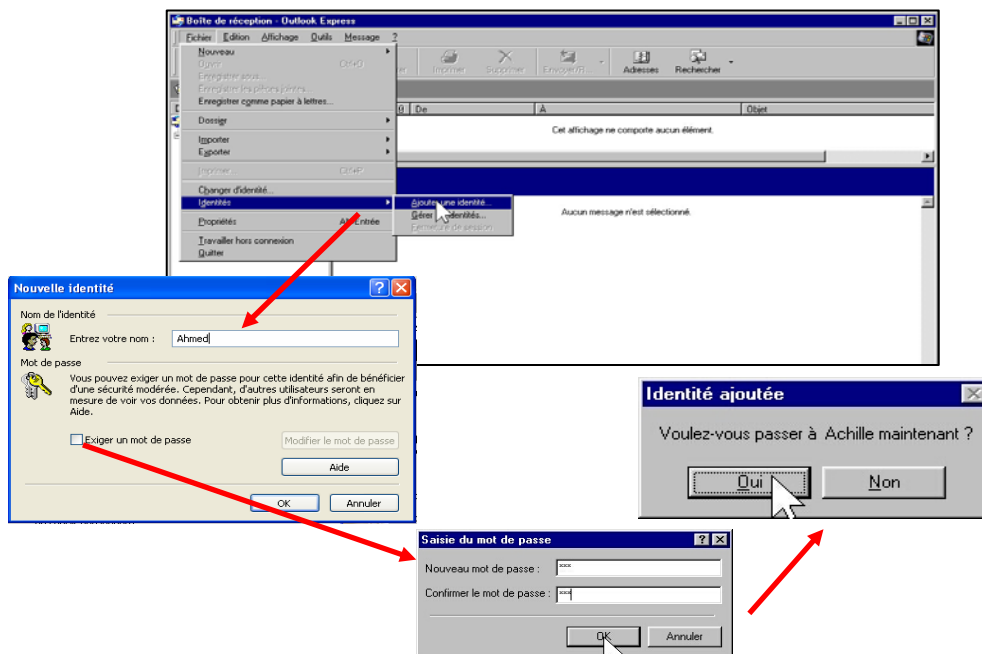 Boîte de réception - Outlook Express
Fichier Edition Affichage Outils Message ?
Imprimer Supprimer Envoyer/R... Adresses Rechercher
Nouveau
Ouvrir Ctrl+O
Enregistrer sous...
Enregistrer les pièces jointes...
Enregistrer comme papier à lettres...
Dossier
Importer
Exporter
Imprimer... Ctrl+P
Changer d'identité...
Identités
Propriétés Alt+Entrée
Travailler hors connexion
Quitter
De À Objet
Cet affichage ne comporte aucun élément.
Ajouter une identité...
Gérer identités...
Fermeture de session
Aucun message n'est sélectionné.
Nouvelle identité
Nom de l'identité
Entrez votre nom : Ahmed
Mot de passe
Vous pouvez exiger un mot de passe pour cette identité afin de bénéficier
d'une sécurité modérée. Cependant, d'autres utilisateurs seront en
mesure de voir vos données. Pour obtenir plus d'informations, cliquez sur
Aide.
Exiger un mot de passe Modifier le mot de passe
Aide
OK Annuler
Saisie du mot de passe
Nouveau mot de passe : ***
Confirmer le mot de passe : ***
OK Annuler
Identité ajoutée
Voulez-vous passer à Achille maintenant ?
Oui Non